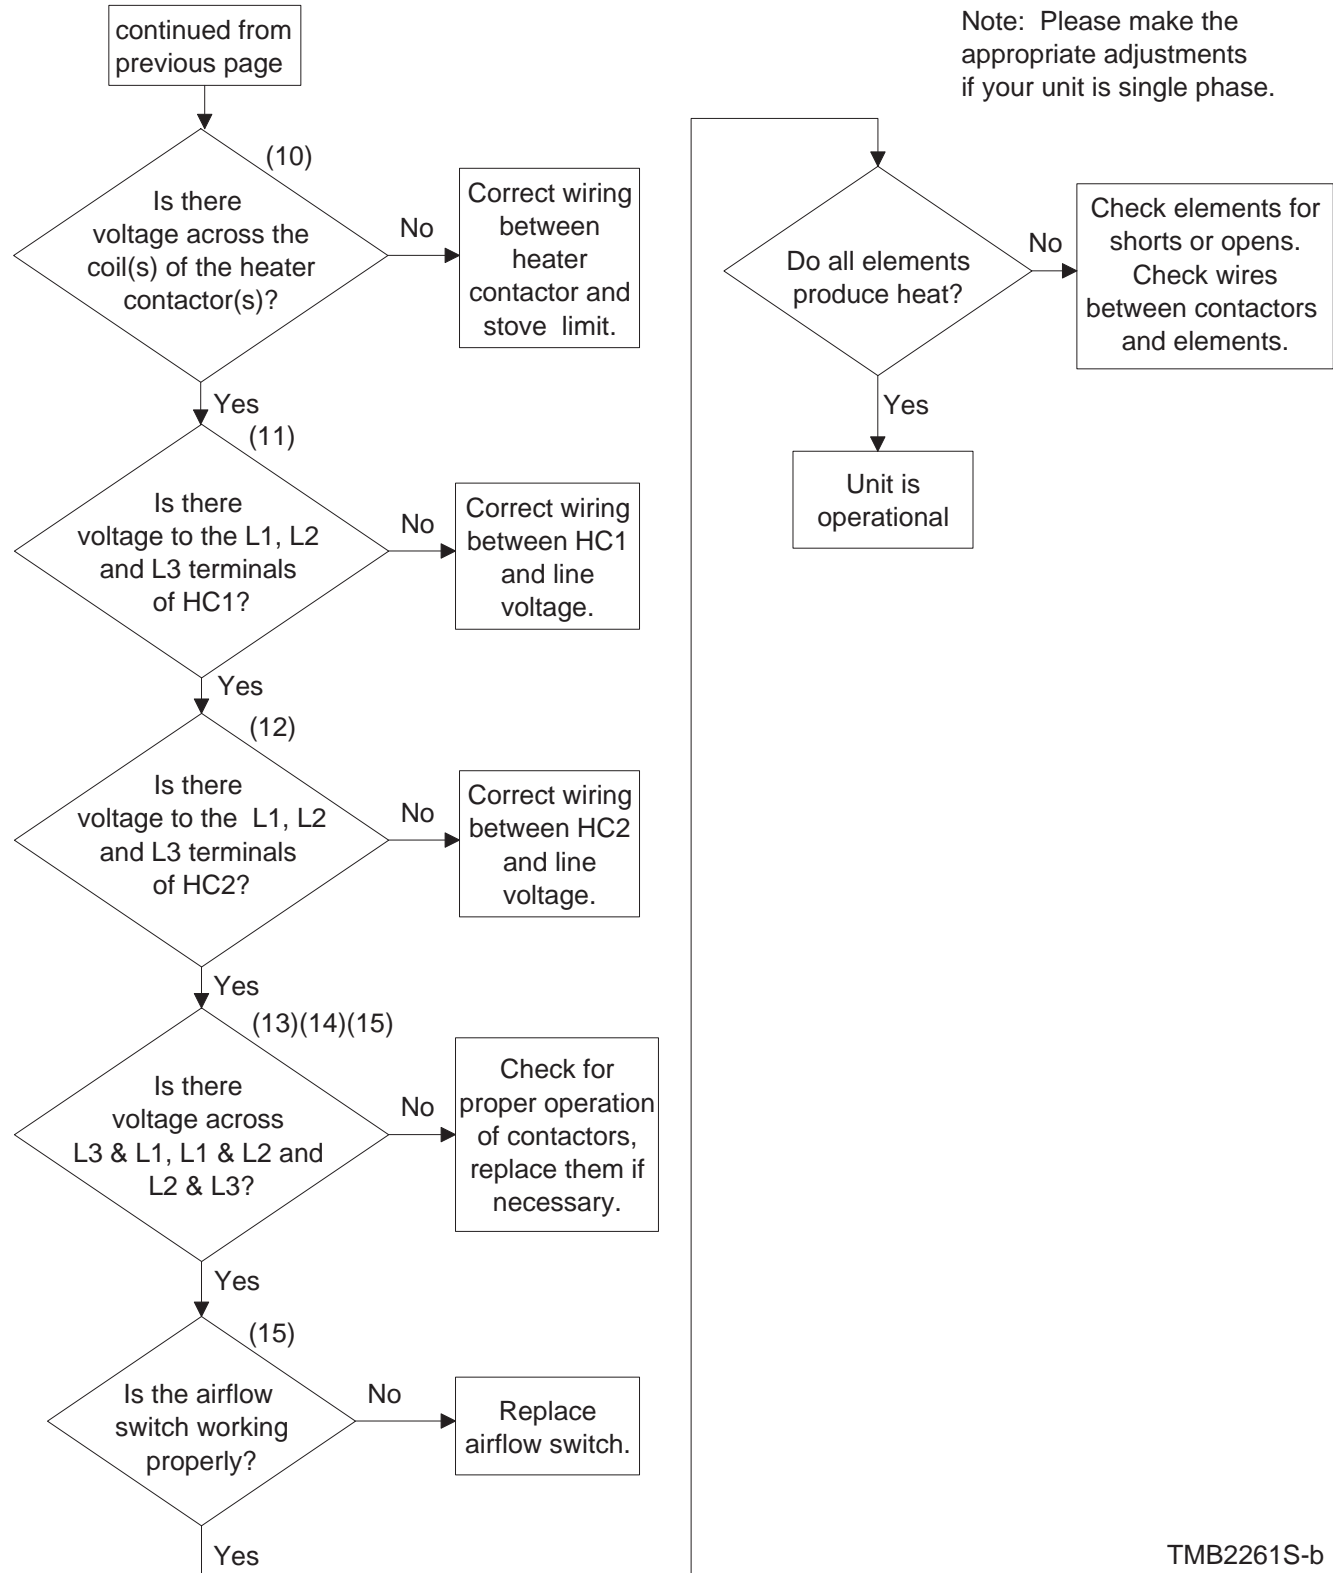 continued from
previous page
(10)
Is there
voltage across the
coil(s) of the heater
contactor(s)?
No
Correct wiring
between
heater
contactor and
stove limit.
Yes
(11)
Is there
voltage to the L1, L2
and L3 terminals
of HC1?
No
Correct wiring
between HC1
and line
voltage.
Yes
(12)
Is there
voltage to the L1, L2
and L3 terminals
of HC2?
No
Correct wiring
between HC2
and line
voltage.
Yes
(13)(14)(15)
Is there
voltage across
L3 & L1, L1 & L2 and
L2 & L3?
No
Check for
proper operation
of contactors,
replace them if
necessary.
Yes
(15)
Is the airflow
switch working
properly?
No
Replace
airflow switch.
Yes
Note: Please make the
appropriate adjustments
if your unit is single phase.
Do all elements
produce heat?
No
Check elements for
shorts or opens.
Check wires
between contactors
and elements.
Yes
Unit is
operational
TMB2261S-b